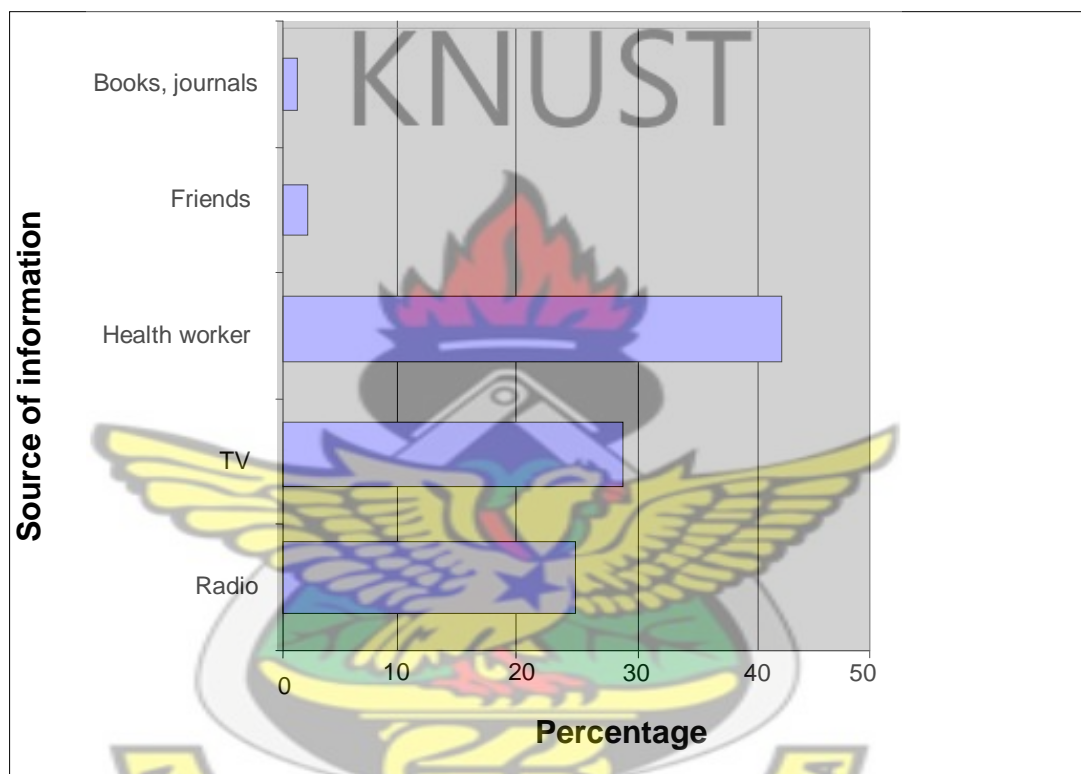 KNUST
Books, journals
Friends
Health worker
TV
Radio
Source of information
0 10 20 30 40 50
Percentage